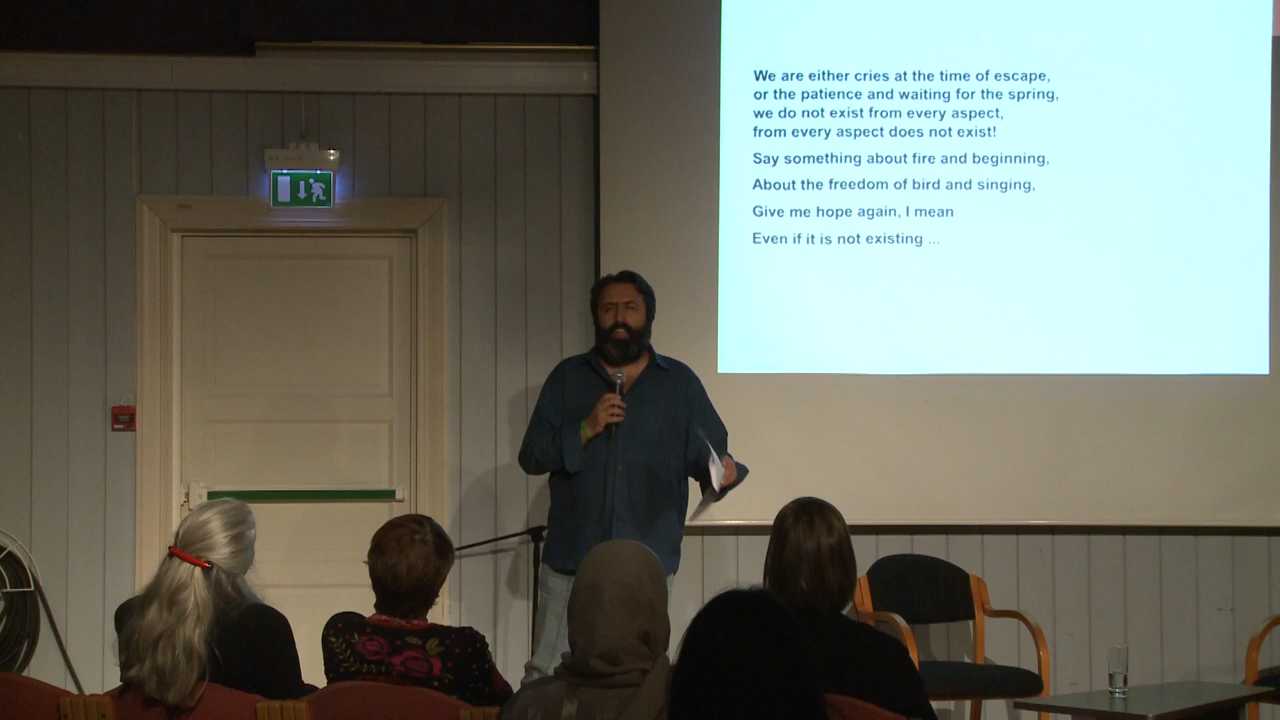 We are either cries at the time of escape,
or the patience and waiting for the spring,
we do not exist from every aspect,
from every aspect does not exist!
Say something about fire and beginning,
About the freedom of bird and singing,
Give me hope again, I mean
Even if it is not existing ...